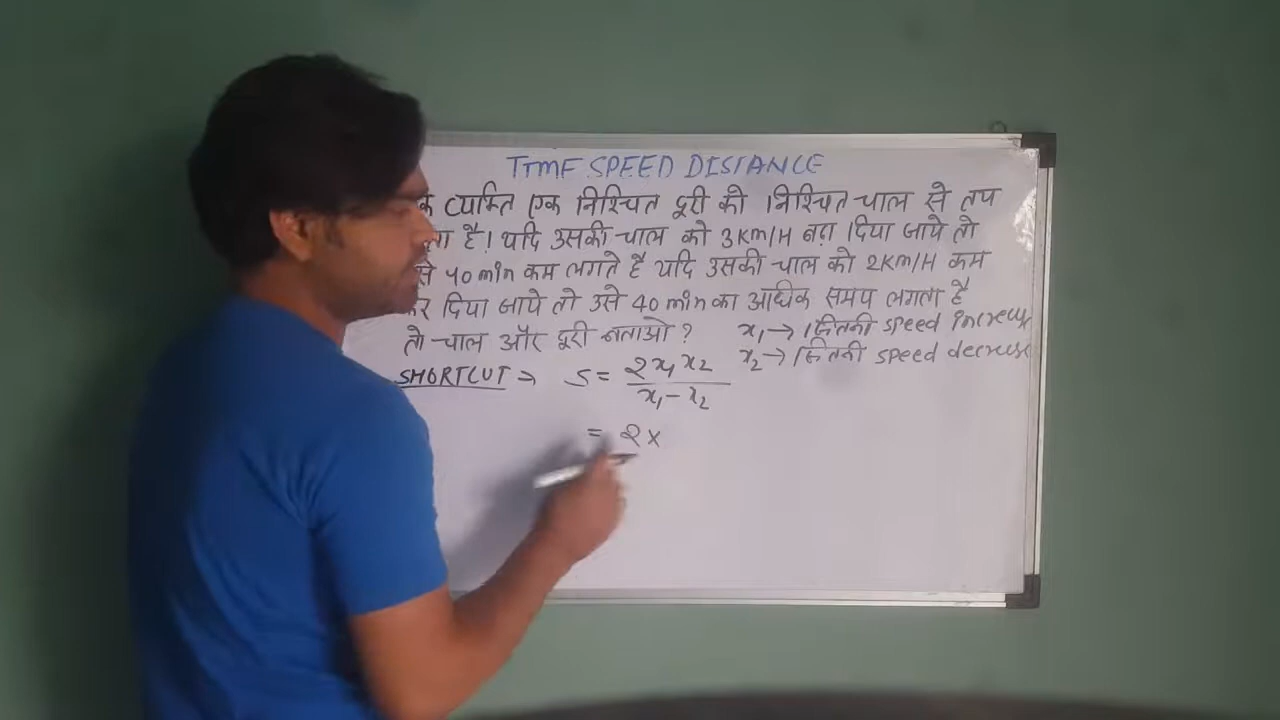 TIME SPEED DISTANCE
क व्यक्ति एक निश्चित दूरी को निश्चित चाल से तय
ता है। यदि उसकी चाल को 3KM/H बढ़ा दिया जाये तो
से 40 min कम लगते है यदि उसकी चाल को 2KM/H कम
कर दिया जाये तो उसे 40 min का अधिक समय लगता है
तो चाल और दूरी बताओ ?
x₁ → जितनी speed increase
x₂ → जितनी speed decrease
SHORTCUT ⇒ S = 2x₁x₂ / x₁ - x₂
= 2 x